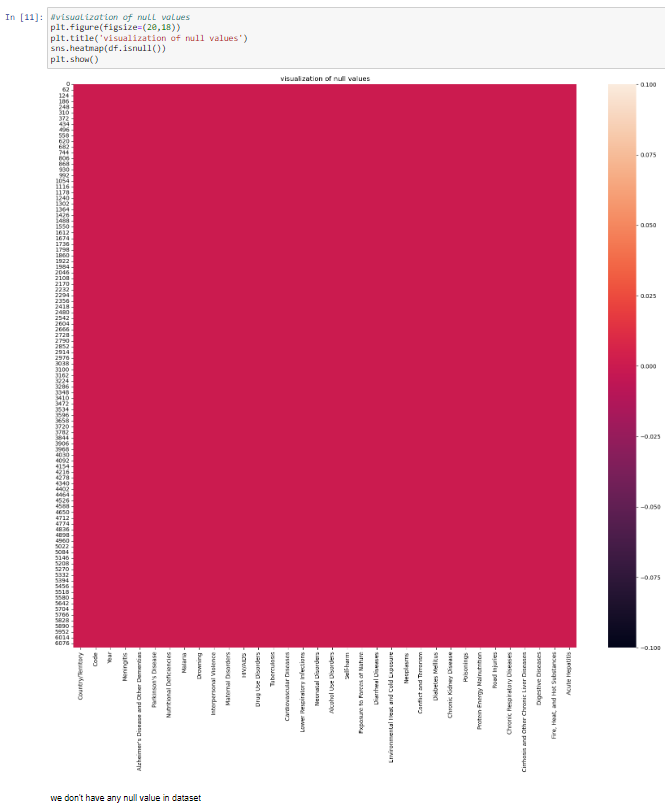 In [11]:
#visualization of null values
plt.figure(figsize=(20,18))
plt.title('visualization of null values')
sns.heatmap(df.isnull())
plt.show()
visualization of null values
0
62
124
186
248
310
372
434
496
558
620
682
744
806
868
930
992
1054
1116
1178
1240
1302
1364
1426
1488
1550
1612
1674
1736
1798
1860
1922
1984
2046
2108
2170
2232
2294
2356
2418
2480
2542
2604
2666
2728
2790
2852
2914
2976
3038
3100
3162
3224
3286
3348
3410
3472
3534
3596
3658
3720
3782
3844
3906
3968
4030
4092
4154
4216
4278
4340
4402
4464
4526
4588
4650
4712
4774
4836
4898
4960
5022
5084
5146
5208
5270
5332
5394
5456
5518
5580
5642
5704
5766
5828
5890
5952
6014
6076
0.100
0.075
0.050
0.025
0.000
−0.025
−0.050
−0.075
−0.100
Country/Territory
Code
Year
Meningitis
Alzheimer's Disease and Other Dementias
Parkinson's Disease
Nutritional Deficiencies
Malaria
Drowning
Interpersonal Violence
Maternal Disorders
HIV/AIDS
Drug Use Disorders
Tuberculosis
Cardiovascular Diseases
Lower Respiratory Infections
Neonatal Disorders
Alcohol Use Disorders
Self-harm
Exposure to Forces of Nature
Diarrheal Diseases
Environmental Heat and Cold Exposure
Neoplasms
Conflict and Terrorism
Diabetes Mellitus
Chronic Kidney Disease
Poisonings
Protein-Energy Malnutrition
Road Injuries
Chronic Respiratory Diseases
Cirrhosis and Other Chronic Liver Diseases
Digestive Diseases
Fire, Heat, and Hot Substances
Acute Hepatitis
we don't have any null value in dataset